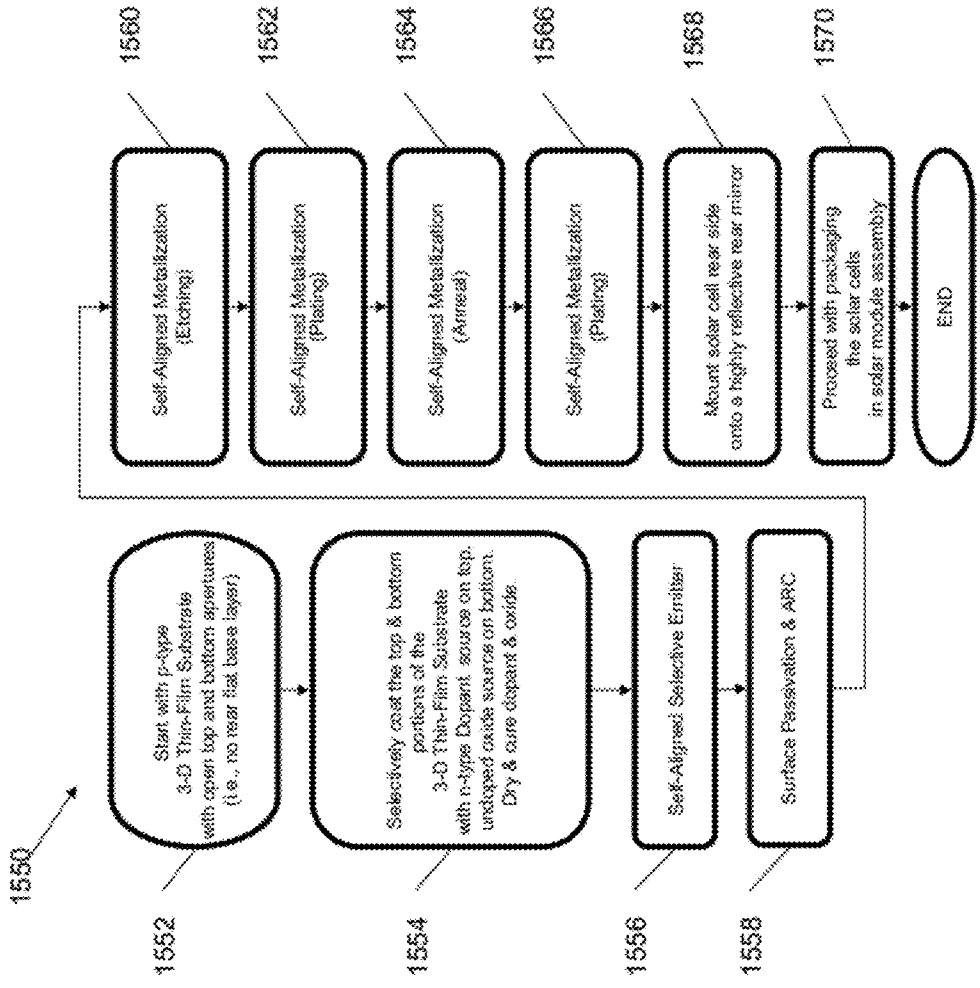 1550
1552
Start with p-type
3-D Thin-Film Substrate
with open top and bottom apertures
(i.e., no rear flat base layer)
1554
Selectively coat the top & bottom
portions of the
3-D Thin-Film Substrate
with n-type Dopant source on top,
undoped oxide source on bottom.
Dry & cure dopant & oxide.
1556
Self-Aligned Selective Emitter
1558
Surface Passivation & ARC
1560
Self-Aligned Metallization
(Etching)
1562
Self-Aligned Metallization
(Plating)
1564
Self-Aligned Metallization
(Anneal)
1566
Self-Aligned Metallization
(Plating)
1568
Mount solar cell rear side
onto a highly reflective rear mirror
1570
Proceed with packaging
the solar cells
in solar module assembly
END